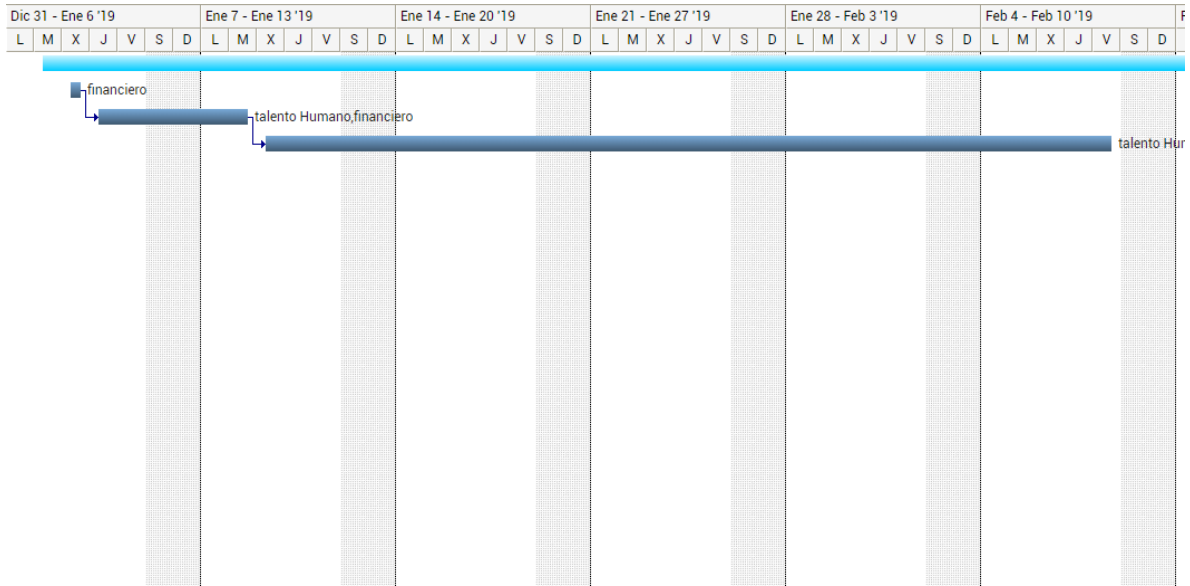 Dic 31 - Ene 6 '19 Ene 7 - Ene 13 '19 Ene 14 - Ene 20 '19 Ene 21 - Ene 27 '19 Ene 28 - Feb 3 '19 Feb 4 - Feb 10 '19
L M X J V S D L M X J V S D L M X J V S D L M X J V S D L M X J V S D L M X J V S D
financiero
talento Humano,financiero
talento